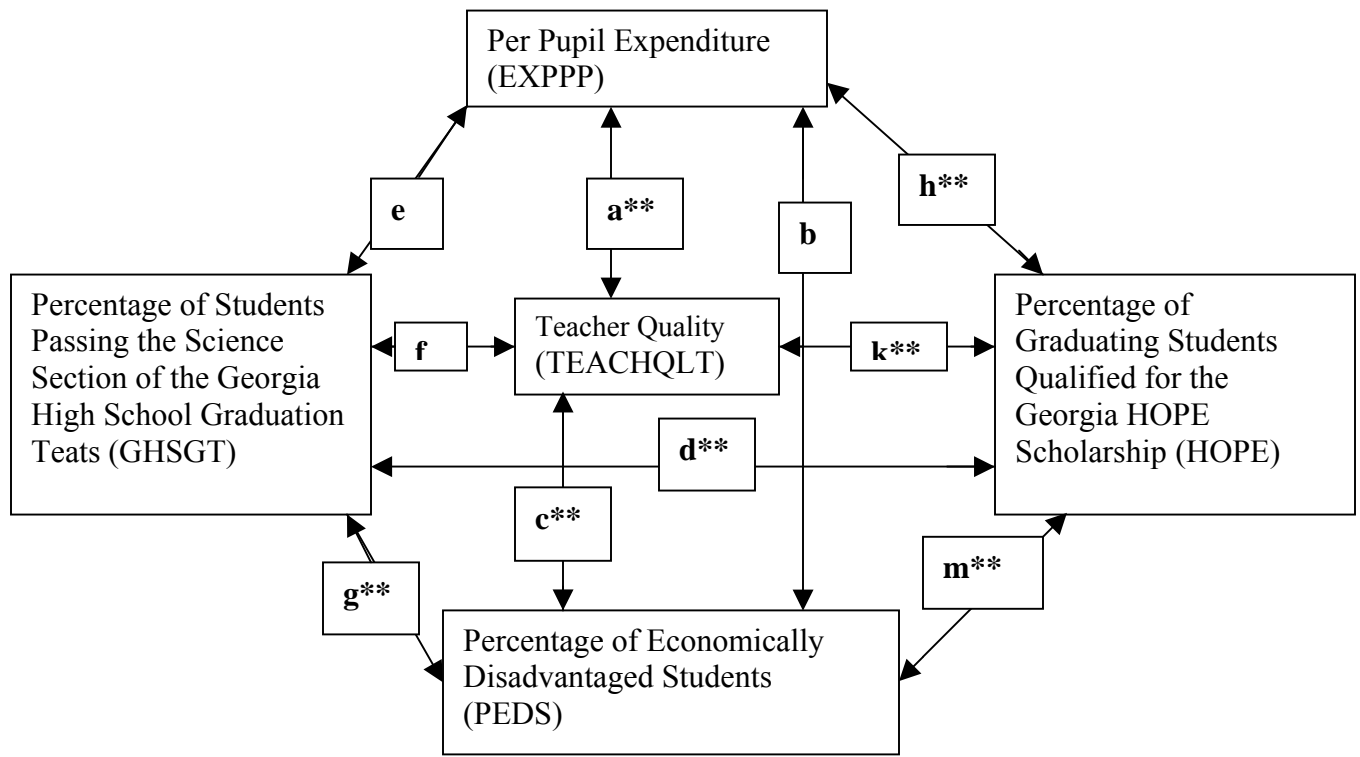 Per Pupil Expenditure
(EXPPP)
h**
e
a**
b
Percentage of Students
Passing the Science
Section of the Georgia
High School Graduation
Teats (GHSGT)
f
Teacher Quality
(TEACHQLT)
k**
Percentage of
Graduating Students
Qualified for the
Georgia HOPE
Scholarship (HOPE)
d**
c**
g**
m**
Percentage of Economically
Disadvantaged Students
(PEDS)